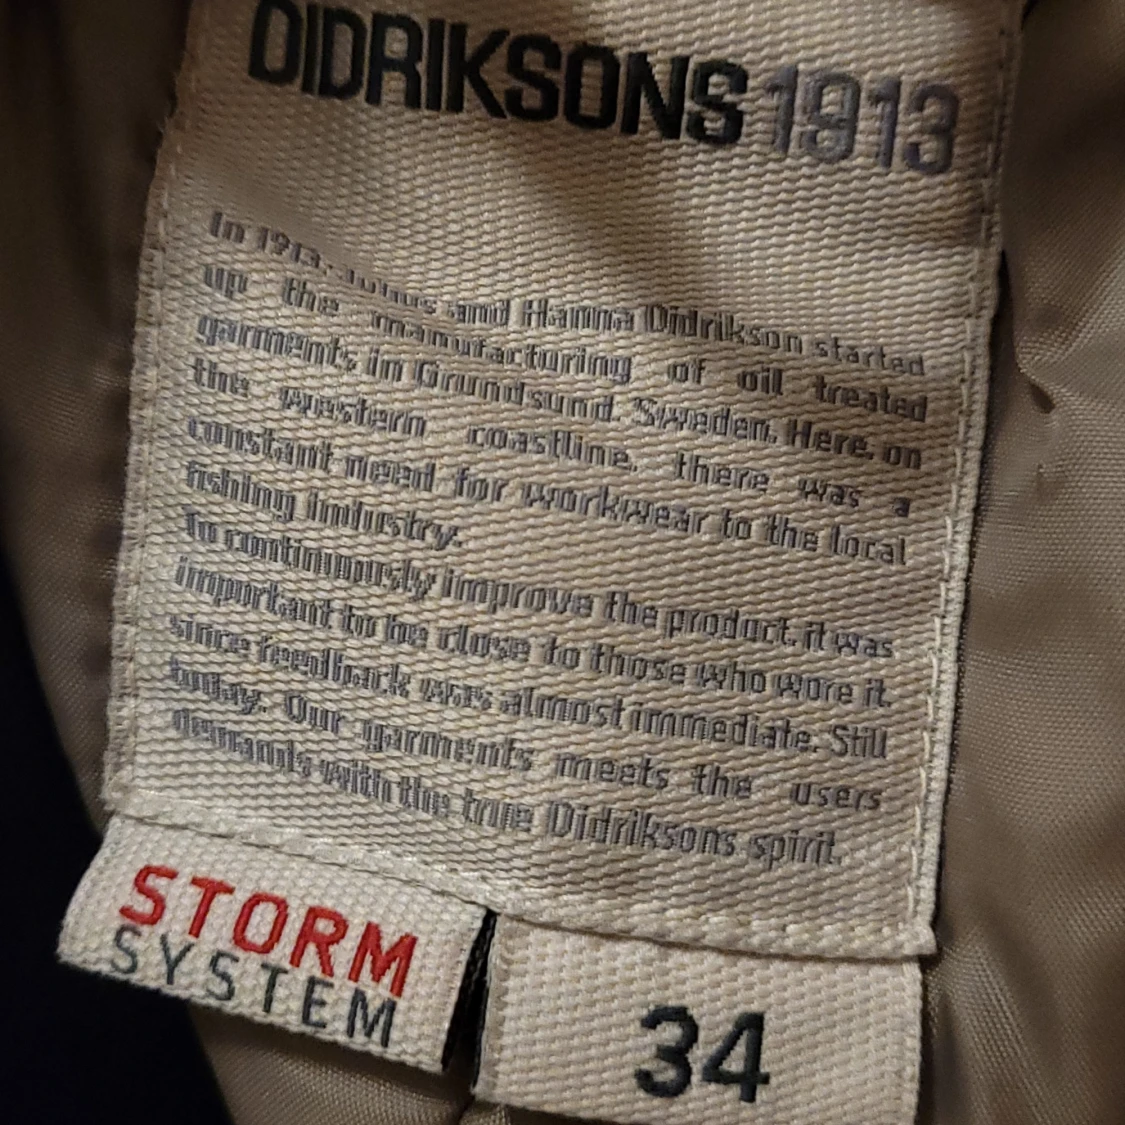 DIDRIKSONS1913
In 1913, Julius and Hanna Didrikson started
up the manufacturing of oil treated
garments in Grundsund, Sweden. Here, on
the western coastline, there was a
constant need for workwear to the local
fishing industry.
To continuously improve the product, it was
important to be close to those who wore it,
since feedback was almost immediate. Still
today. Our garments meets the users
demands with the true Didriksons spirit.
STORM
SYSTEM
34